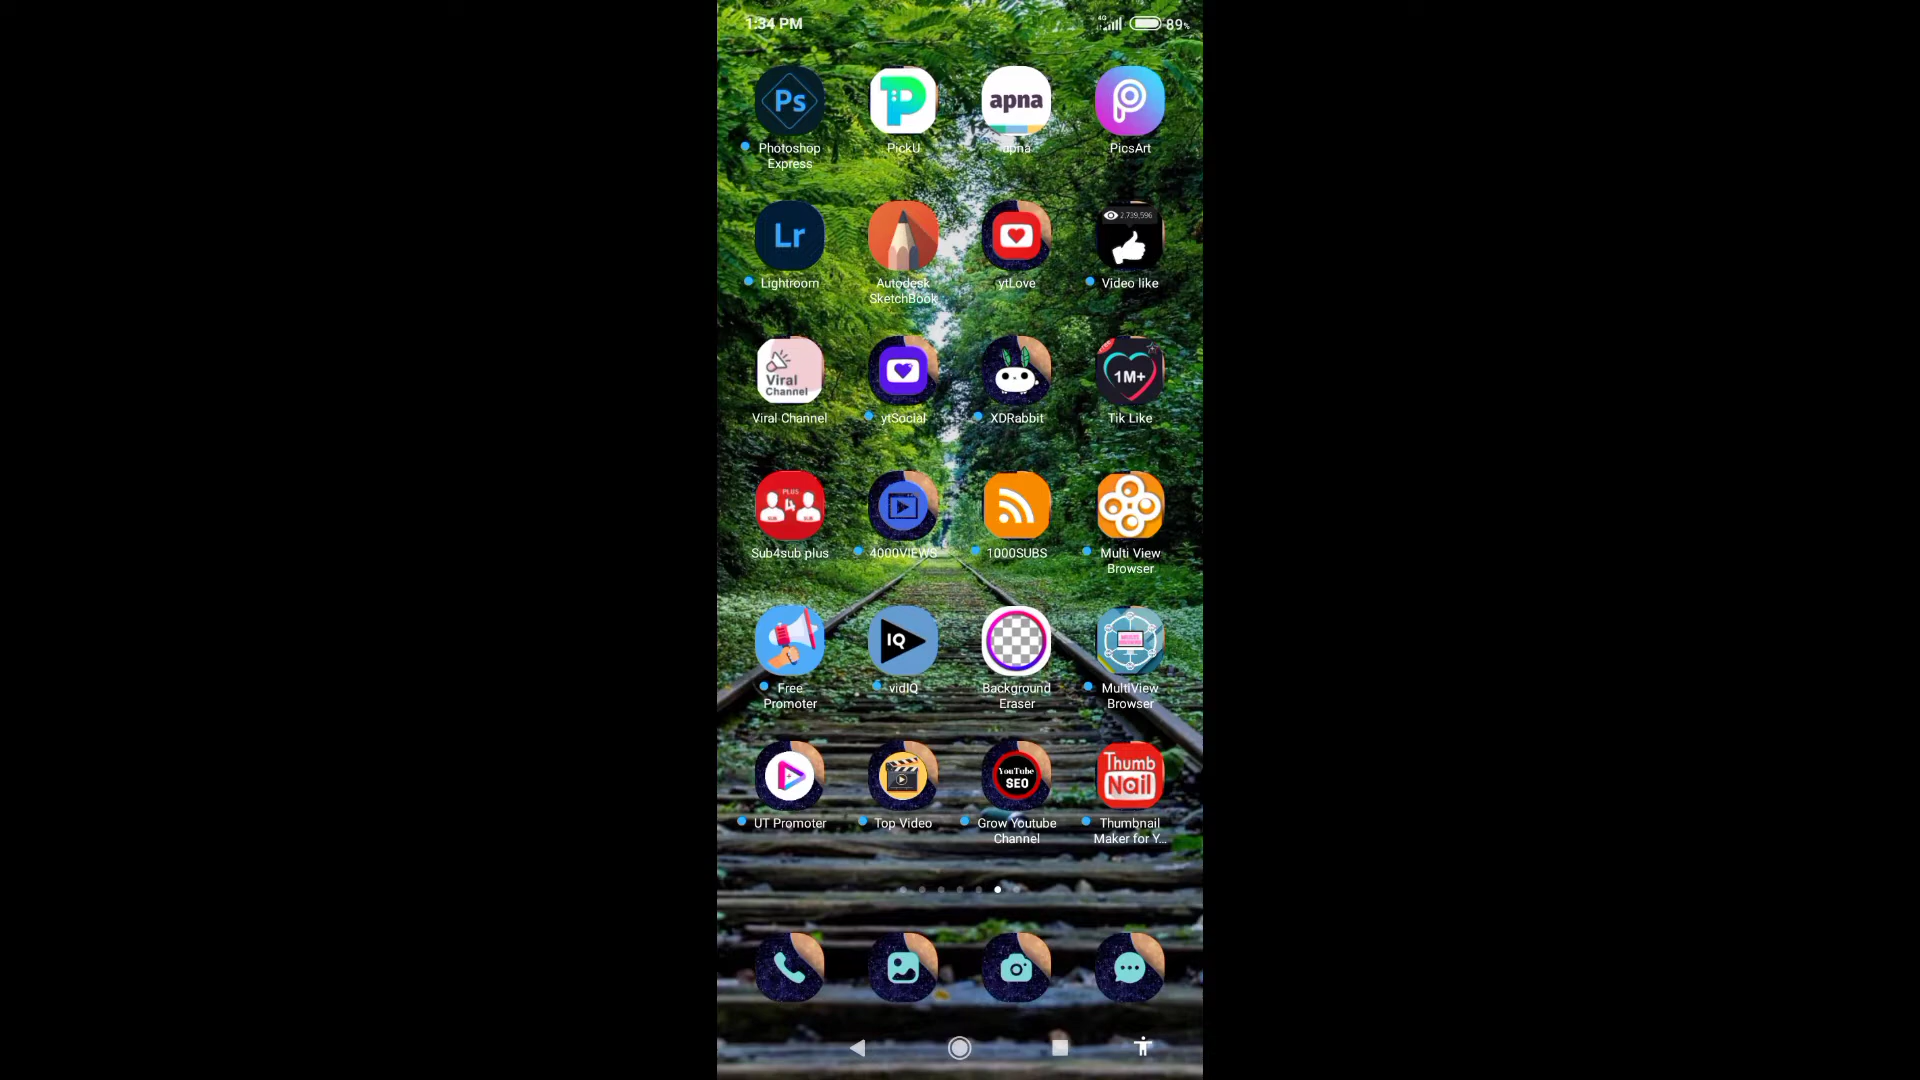 1:34 PM
4G
89%
Ps
apna
Photoshop
Express
PickU
apna
PicsArt
Lr
2,739,596
Lightroom
Autodesk
SketchBook
ytLove
Video like
Viral
Channel
1M+
Viral Channel
ytSocial
XDRabbit
Tik Like
PLUS
4
Sub4sub plus
4000VIEWS
1000SUBS
Multi View
Browser
IQ
Free
Promoter
vidIQ
Background
Eraser
MultiView
Browser
YouTube
SEO
Thumb
Nail
UT Promoter
Top Video
Grow Youtube
Channel
Thumbnail
Maker for Y...